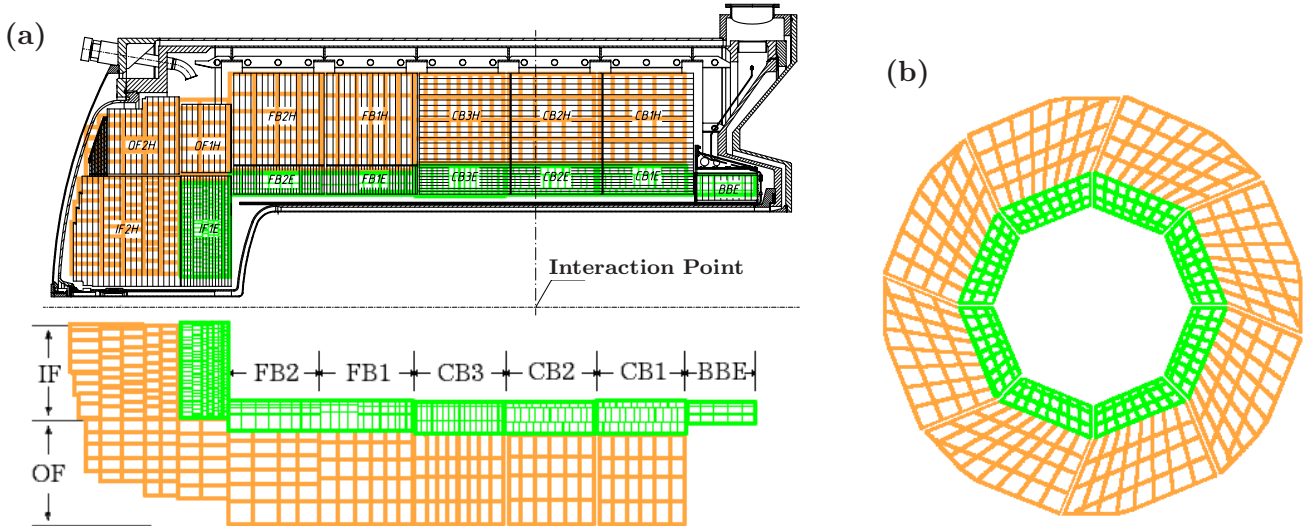 (a)
(b)
FB2H FB1H CB3H CB2H CB1H
OF2H OF1H
FB2E FB1E CB3E CB2E CB1E
BBE
IF2H IF1E
Interaction Point
IF
FB2 FB1 CB3 CB2 CB1 BBE
OF